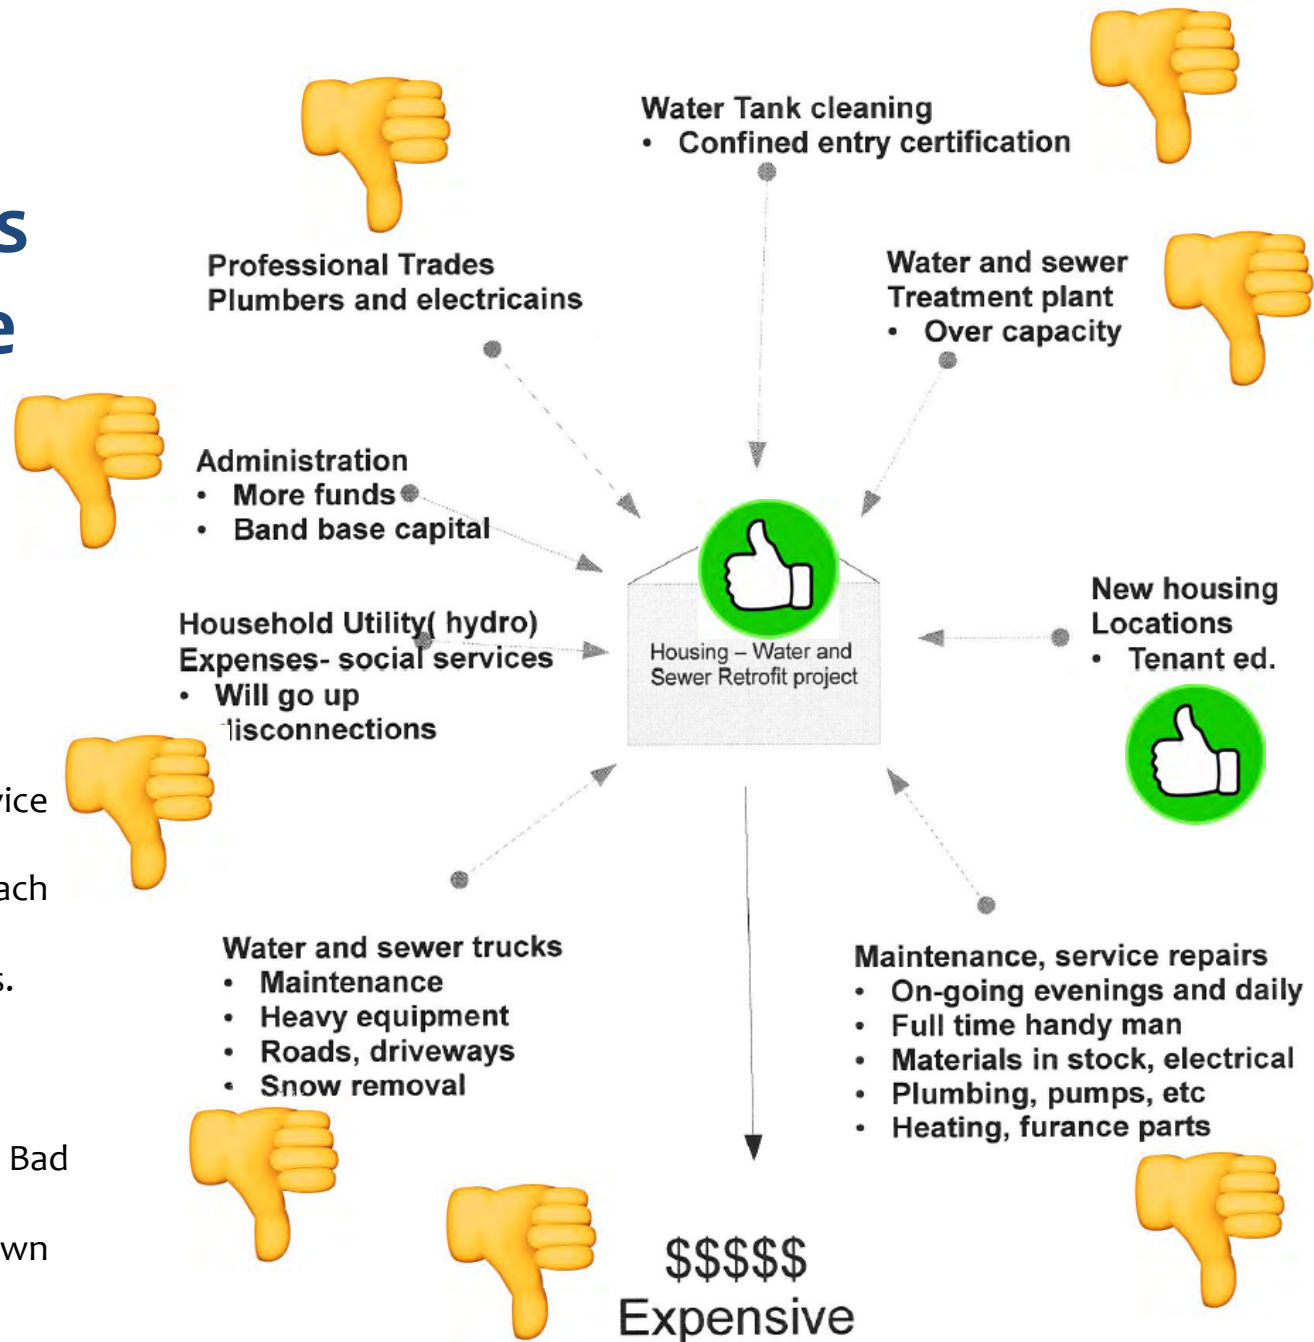 s
e
vice
ach
s.
Bad
wn
Water Tank cleaning
• Confined entry certification
Professional Trades
Plumbers and electricains
Water and sewer
Treatment plant
• Over capacity
Administration
• More funds
• Band base capital
Household Utility( hydro)
Expenses- social services
• Will go up
disconnections
Housing – Water and
Sewer Retrofit project
New housing
Locations
• Tenant ed.
Water and sewer trucks
• Maintenance
• Heavy equipment
• Roads, driveways
• Snow removal
Maintenance, service repairs
• On-going evenings and daily
• Full time handy man
• Materials in stock, electrical
• Plumbing, pumps, etc
• Heating, furance parts
$$$$$
Expensive